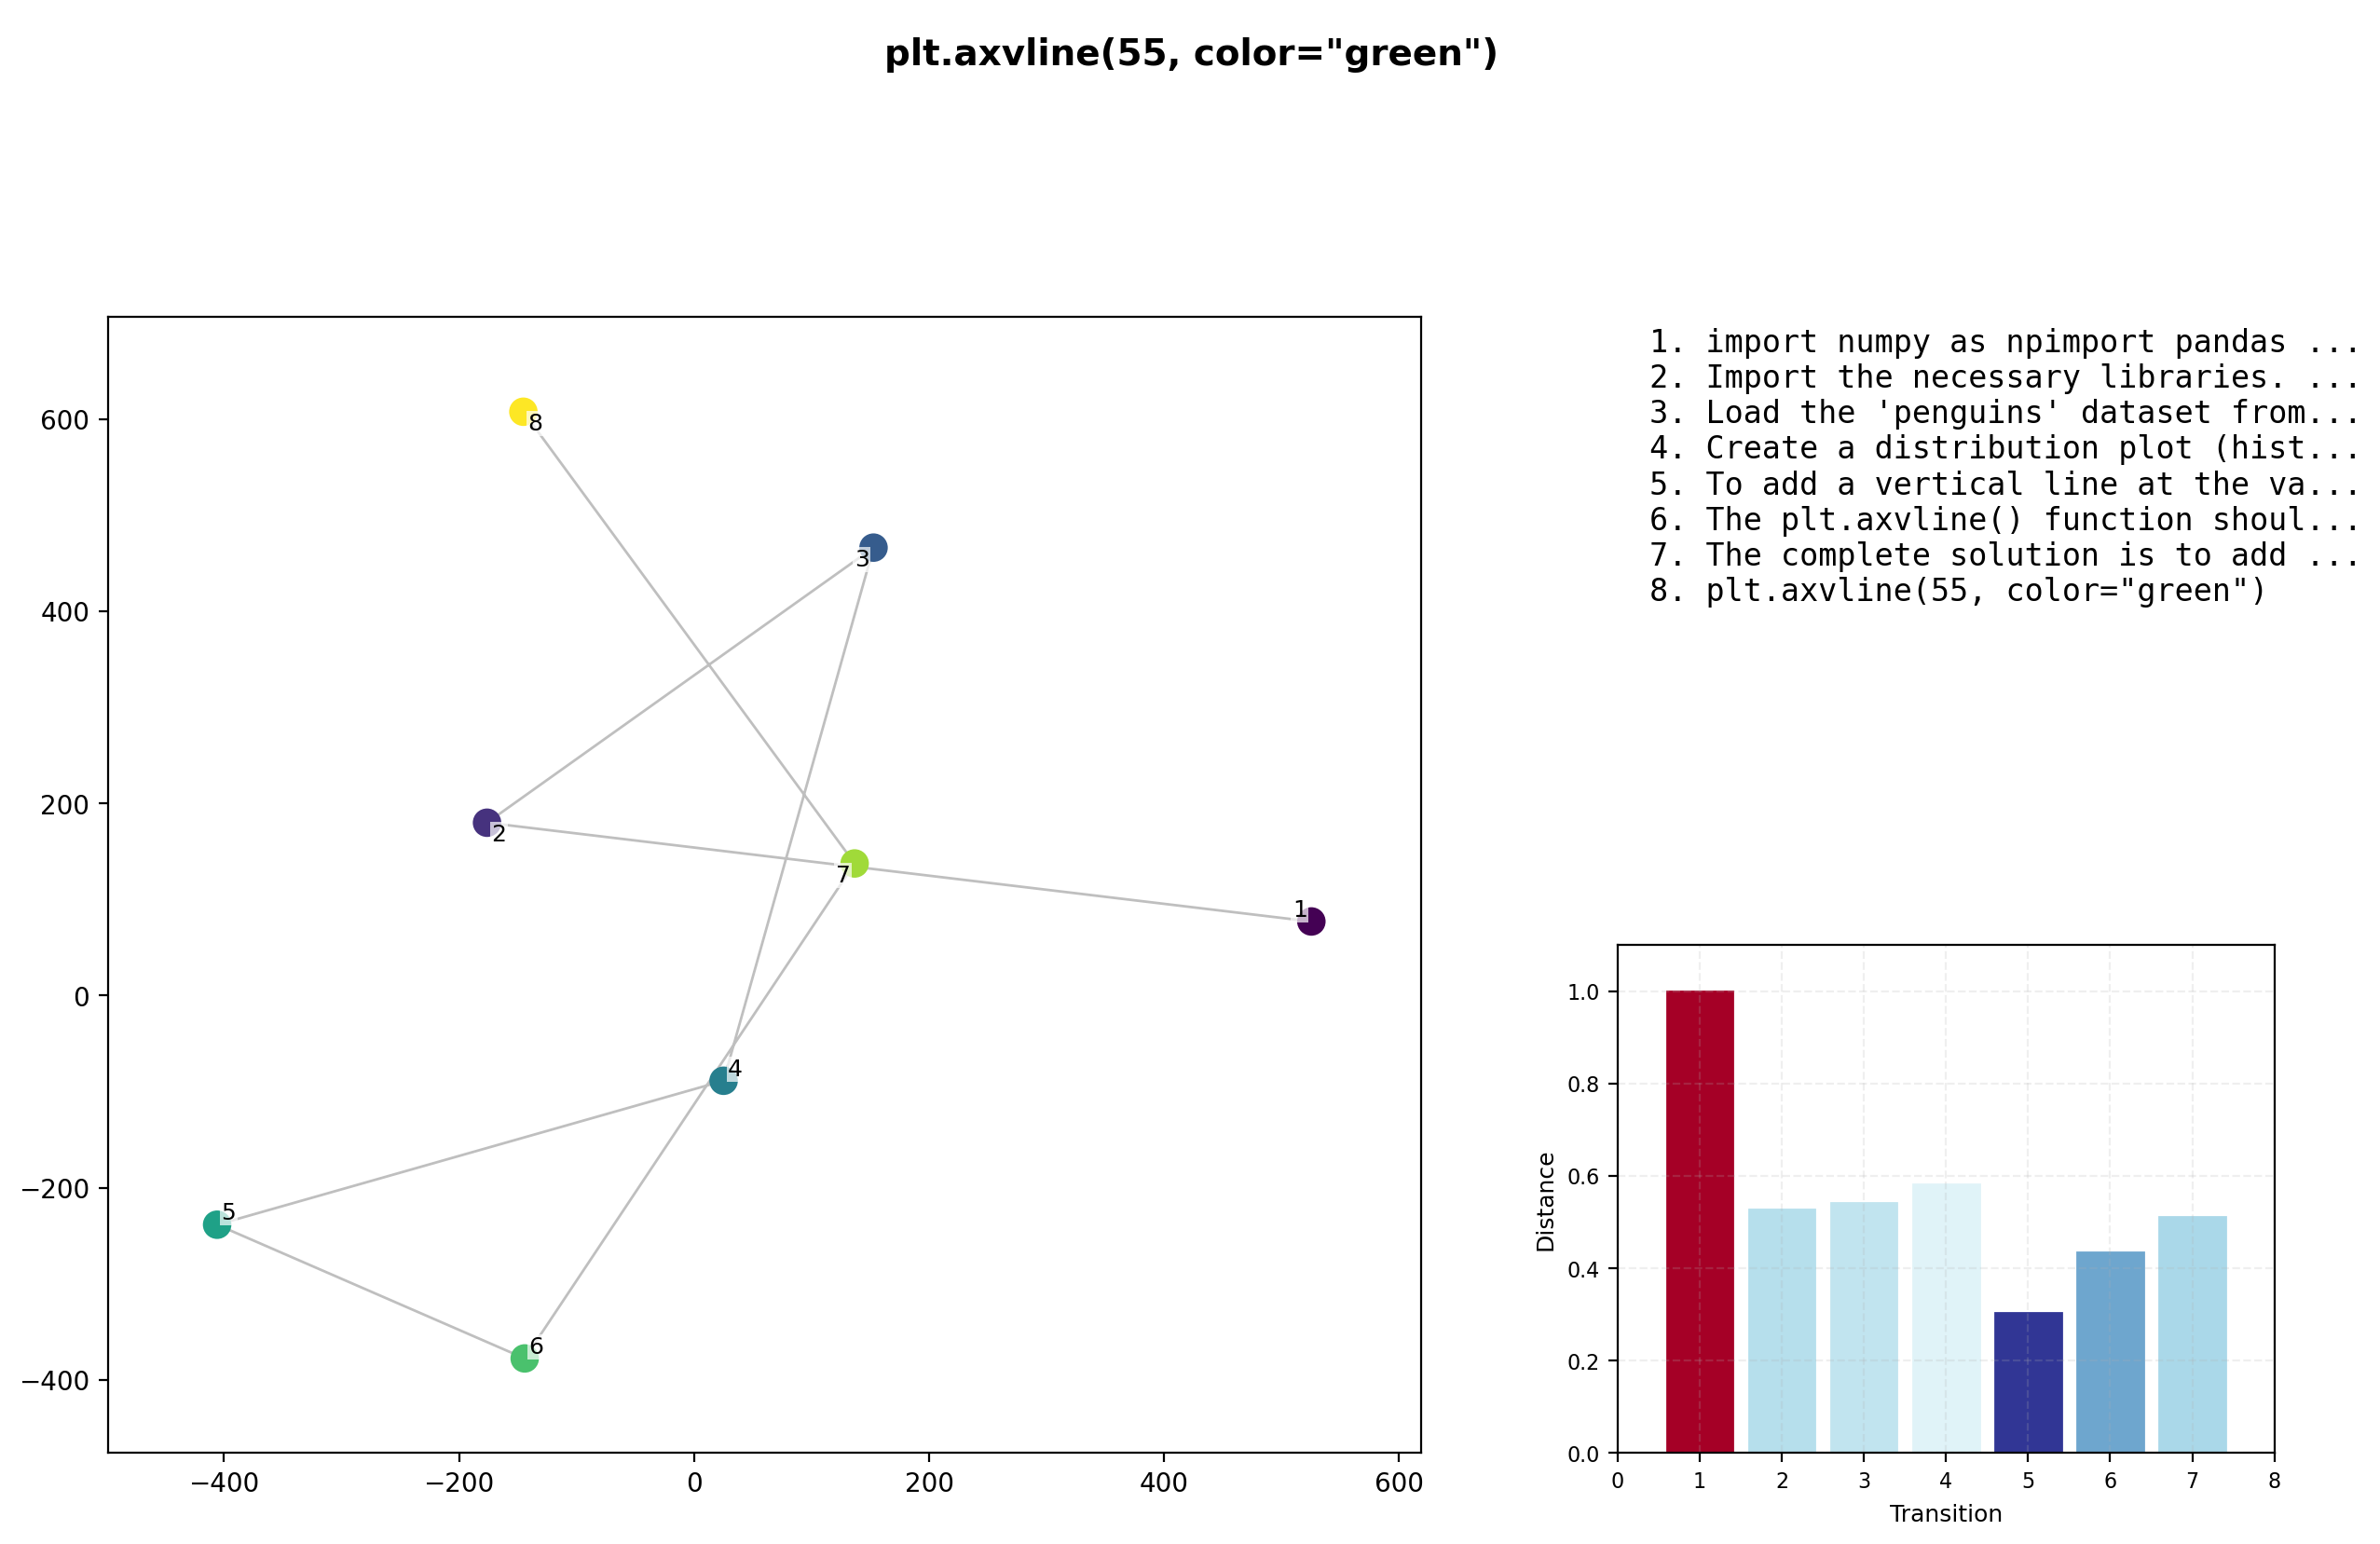 plt.axvline(55, color="green")
600
400
200
0
−200
−400
−400
−200
0
200
400
600
8
3
2
7
1
4
5
6
1. import numpy as npimport pandas ...
2. Import the necessary libraries. ...
3. Load the 'penguins' dataset from...
4. Create a distribution plot (hist...
5. To add a vertical line at the va...
6. The plt.axvline() function shoul...
7. The complete solution is to add ...
8. plt.axvline(55, color="green")
Distance
1.0
0.8
0.6
0.4
0.2
0.0
0 1 2 3 4 5 6 7 8
Transition